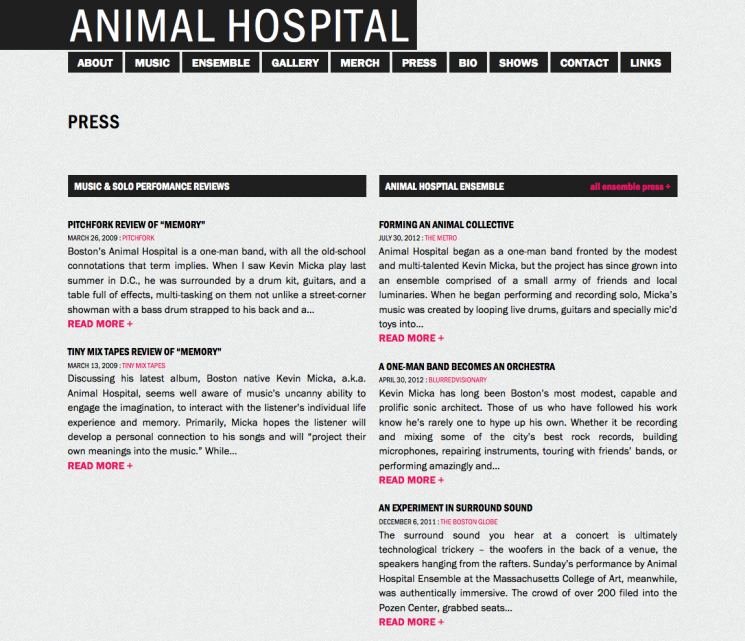 ANIMAL HOSPITAL
ABOUT MUSIC ENSEMBLE GALLERY MERCH PRESS BIO SHOWS CONTACT LINKS
PRESS
MUSIC & SOLO PERFOMANCE REVIEWS
PITCHFORK REVIEW OF “MEMORY”
MARCH 26, 2009 : PITCHFORK
Boston’s Animal Hospital is a one-man band, with all the old-school
connotations that term implies. When I saw Kevin Micka play last
summer in D.C., he was surrounded by a drum kit, guitars, and a
table full of effects, multi-tasking on them not unlike a street-corner
showman with a bass drum strapped to his back and a...
READ MORE +
TINY MIX TAPES REVIEW OF “MEMORY”
MARCH 13, 2009 : TINY MIX TAPES
Discussing his latest album, Boston native Kevin Micka, a.k.a.
Animal Hospital, seems well aware of music’s uncanny ability to
engage the imagination, to interact with the listener’s individual life
experience and memory. Primarily, Micka hopes the listener will
develop a personal connection to his songs and will “project their
own meanings into the music.” While...
READ MORE +
ANIMAL HOSPTIAL ENSEMBLE all ensemble press +
FORMING AN ANIMAL COLLECTIVE
JULY 30, 2012 : THE METRO
Animal Hospital began as a one-man band fronted by the modest
and multi-talented Kevin Micka, but the project has since grown into
an ensemble comprised of a small army of friends and local
luminaries. When he began performing and recording solo, Micka’s
music was created by looping live drums, guitars and specially mic’d
toys into...
READ MORE +
A ONE-MAN BAND BECOMES AN ORCHESTRA
APRIL 30, 2012 : BLURREDVISIONARY
Kevin Micka has long been Boston’s most modest, capable and
prolific sonic architect. Those of us who have followed his work
know he’s rarely one to hype up his own. Whether it be recording
and mixing some of the city’s best rock records, building
microphones, repairing instruments, touring with friends’ bands, or
performing amazingly and...
READ MORE +
AN EXPERIMENT IN SURROUND SOUND
DECEMBER 6, 2011 : THE BOSTON GLOBE
The surround sound you hear at a concert is ultimately
technological trickery – the woofers in the back of a venue, the
speakers hanging from the rafters. Sunday’s performance by Animal
Hospital Ensemble at the Massachusetts College of Art, meanwhile,
was authentically immersive. The crowd of over 200 filed into the
Pozen Center, grabbed seats...
READ MORE +